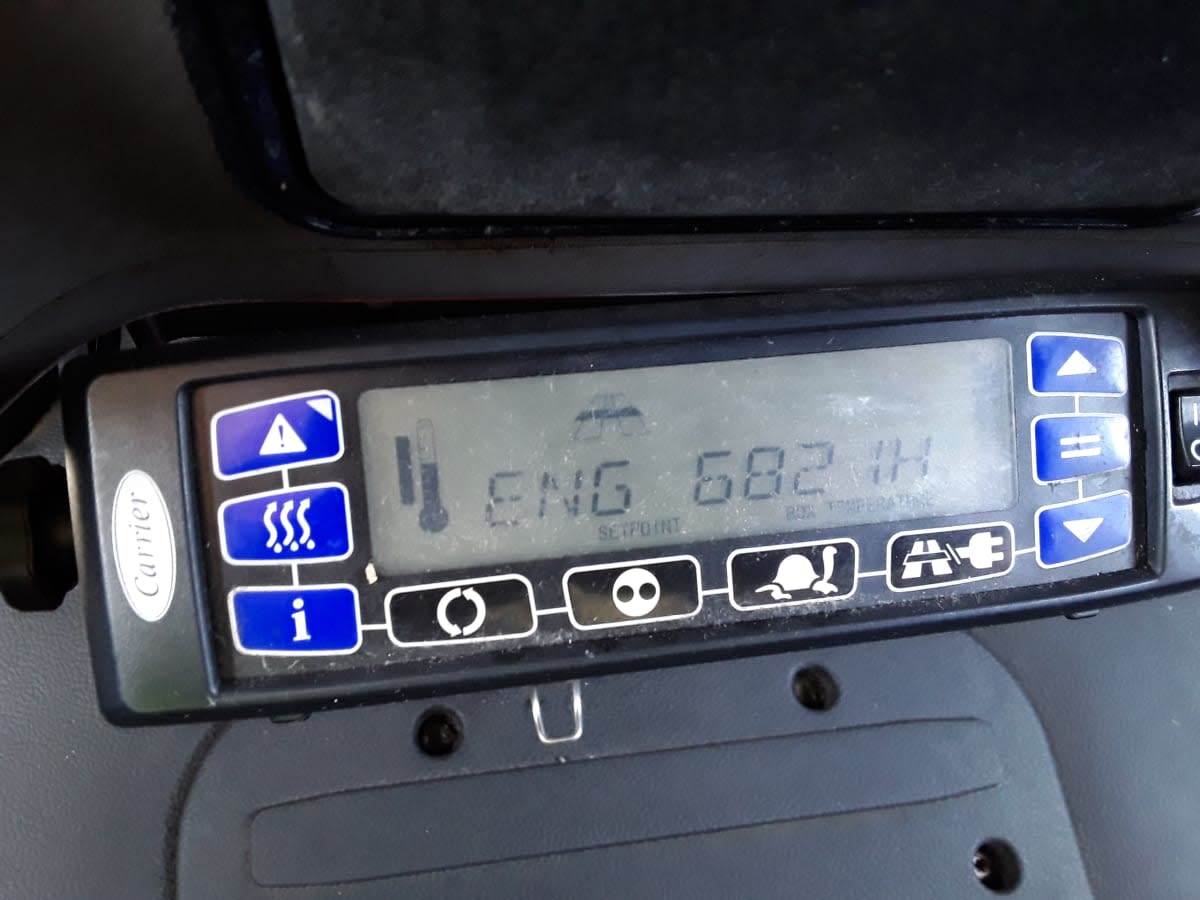 Carrier
ENG 6821H
SETPOINT
BOX TEMPERATURE
i